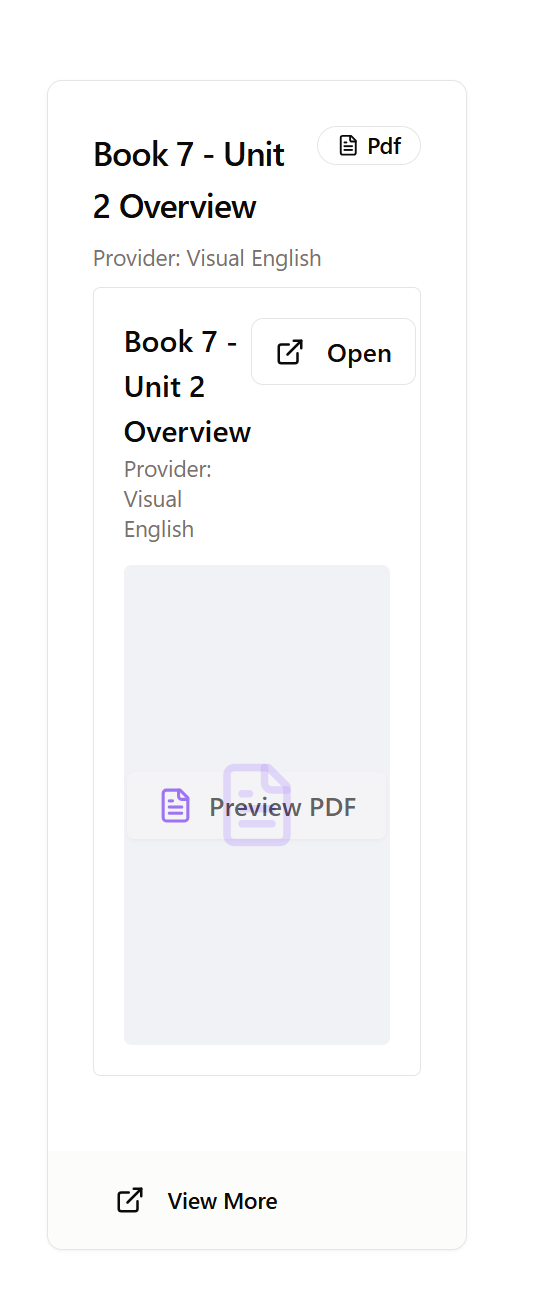 Book 7 - Unit
2 Overview
Pdf
Provider: Visual English
Book 7 -
Unit 2
Overview
Open
Provider:
Visual
English
Preview PDF
View More